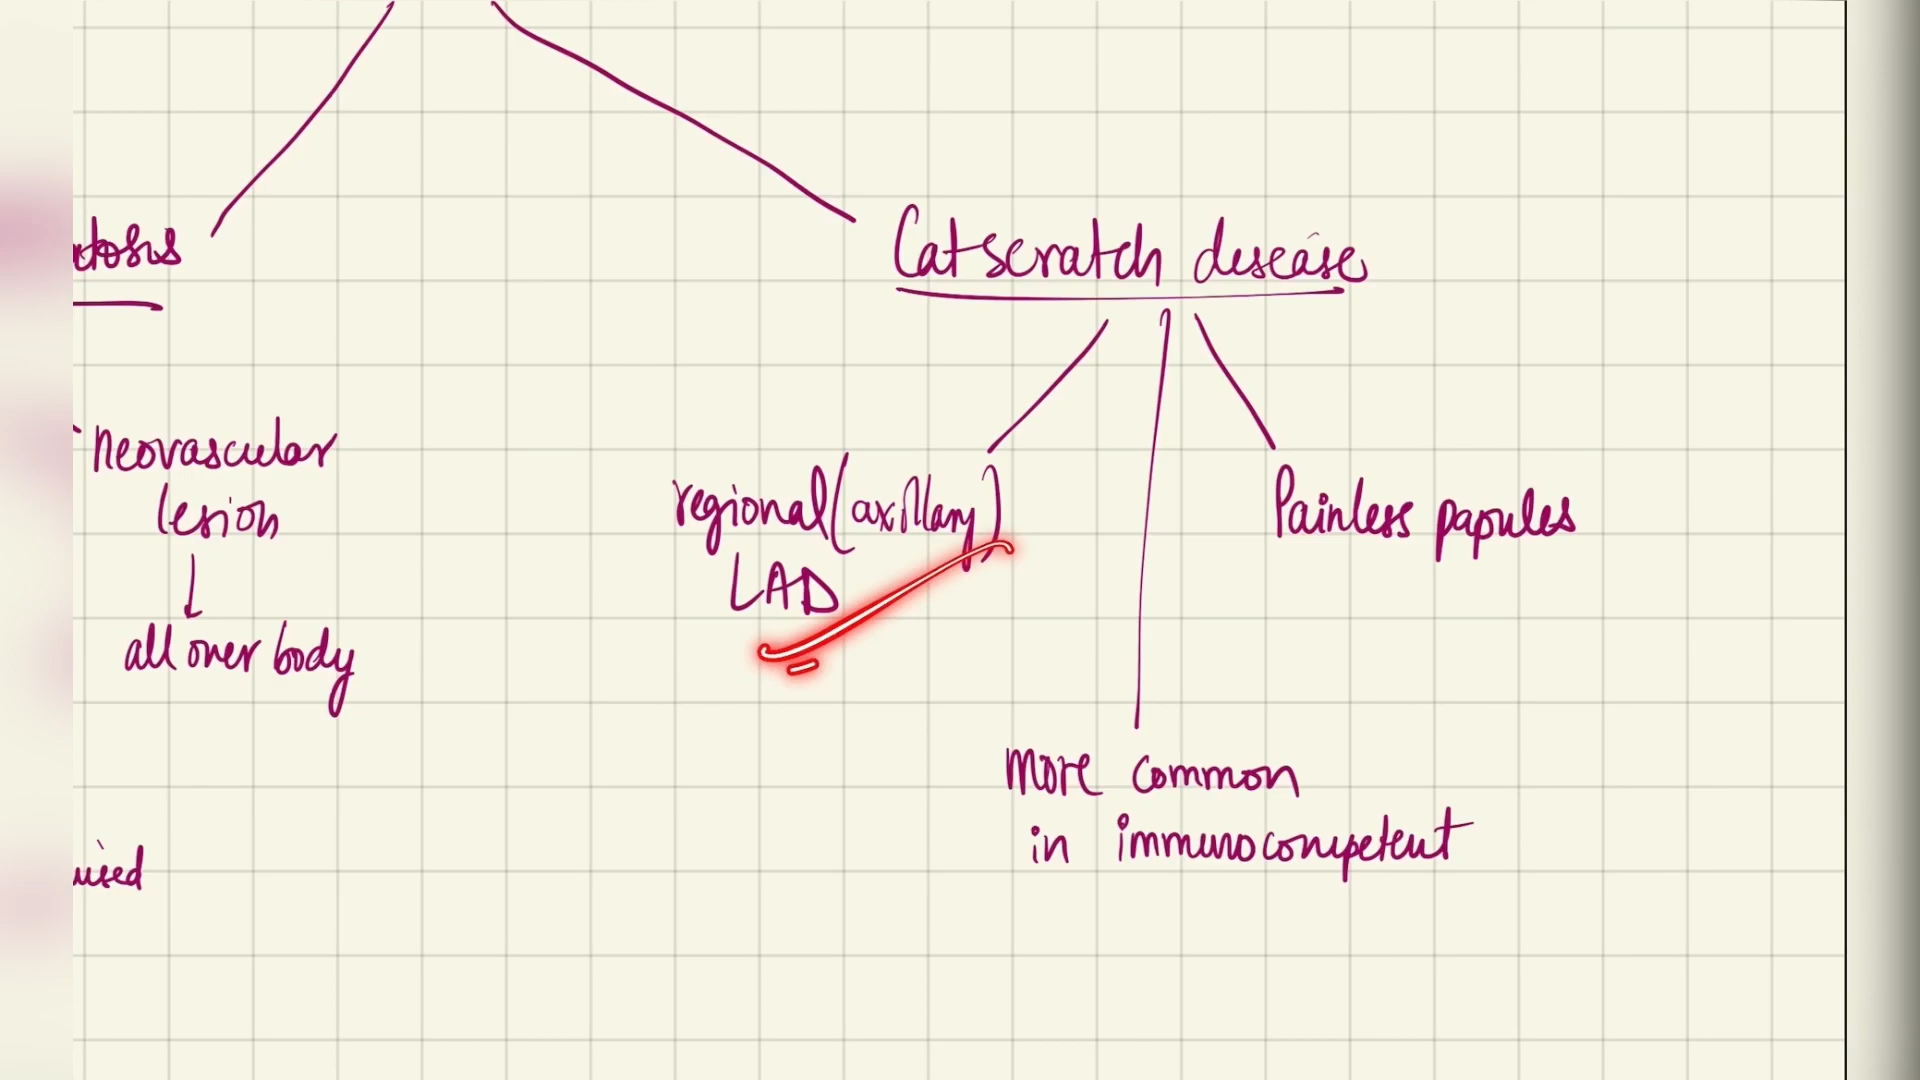 Catscratch disease
neovascular
lesion
all over body
regional (axillary)
LAD
Painless papules
More common
in immunocompetent